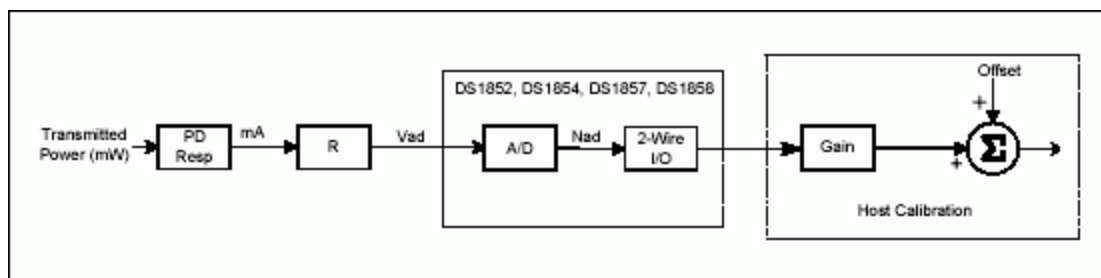 Transmitted
Power (mW)
PD
Resp
mA
R
Vad
DS1852, DS1854, DS1857, DS1858
A/D
Nad
2-Wire
I/O
Gain
Offset
+
+
Σ
Host Calibration